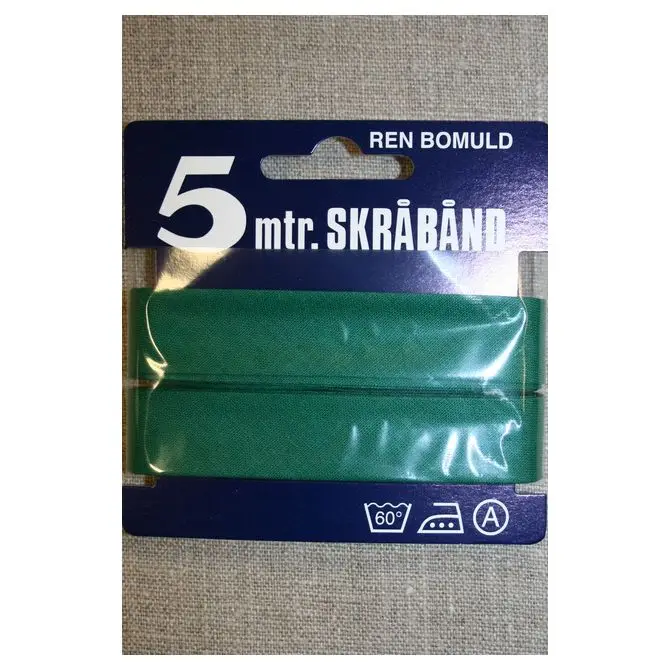 REN BOMULD
5 mtr. SKRÅBÅND
60°
A